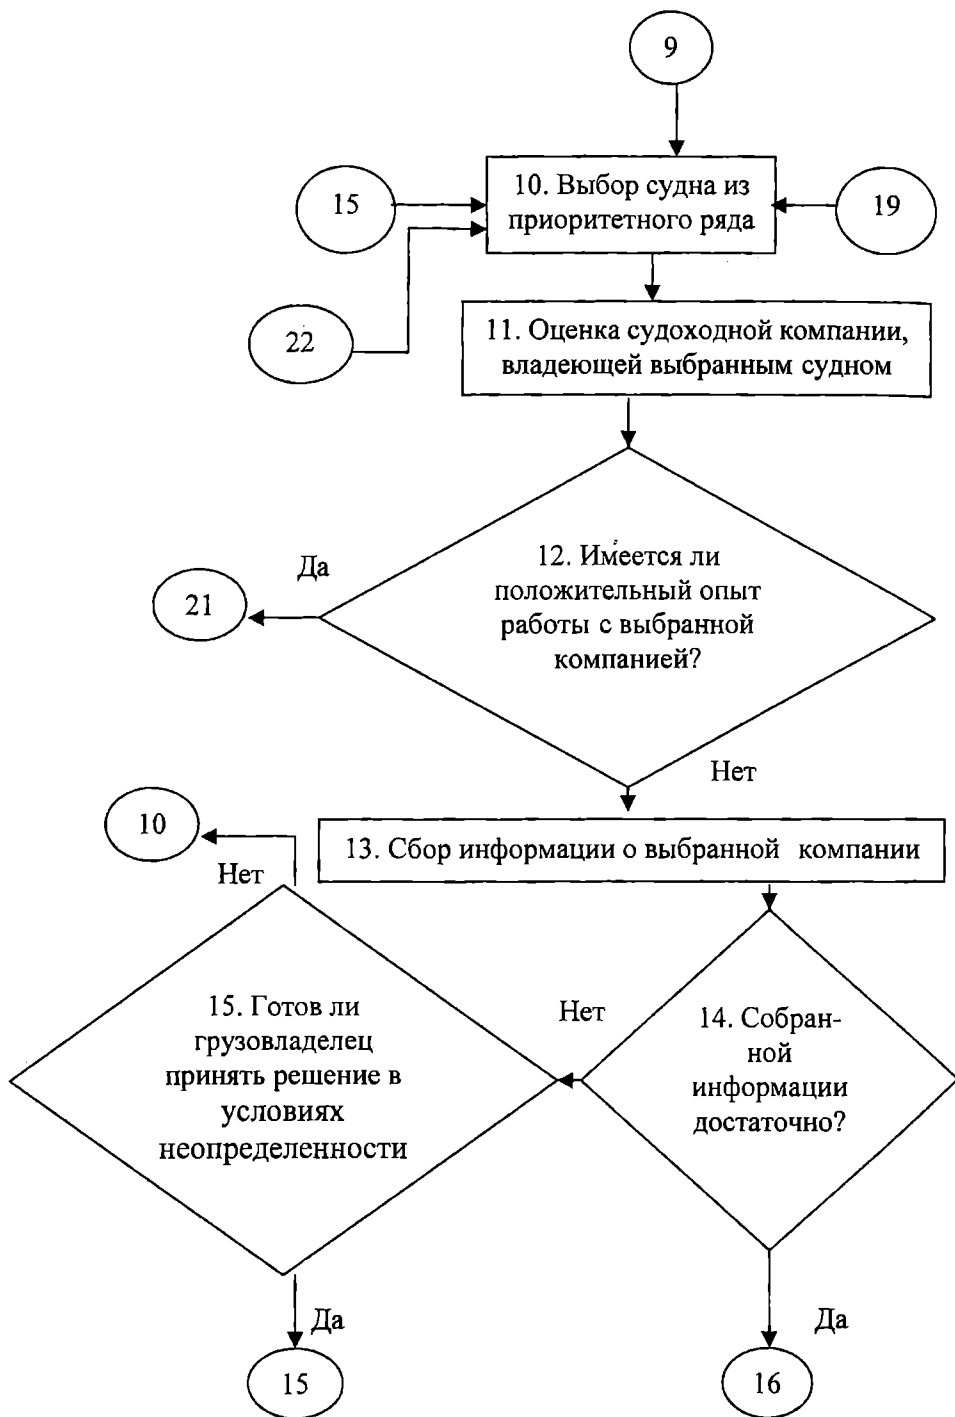 9
15
10. Выбор судна из
приоритетного ряда
19
22
11. Оценка судоходной компании,
владеющей выбранным судном
Да
21
12. Имеется ли
положительный опыт
работы с выбранной
компанией?
Нет
10
13. Сбор информации о выбранной компании
Нет
15. Готов ли
грузовладелец
принять решение в
условиях
неопределенности
Нет
14. Собран-
ной
информации
достаточно?
Да
Да
15
16